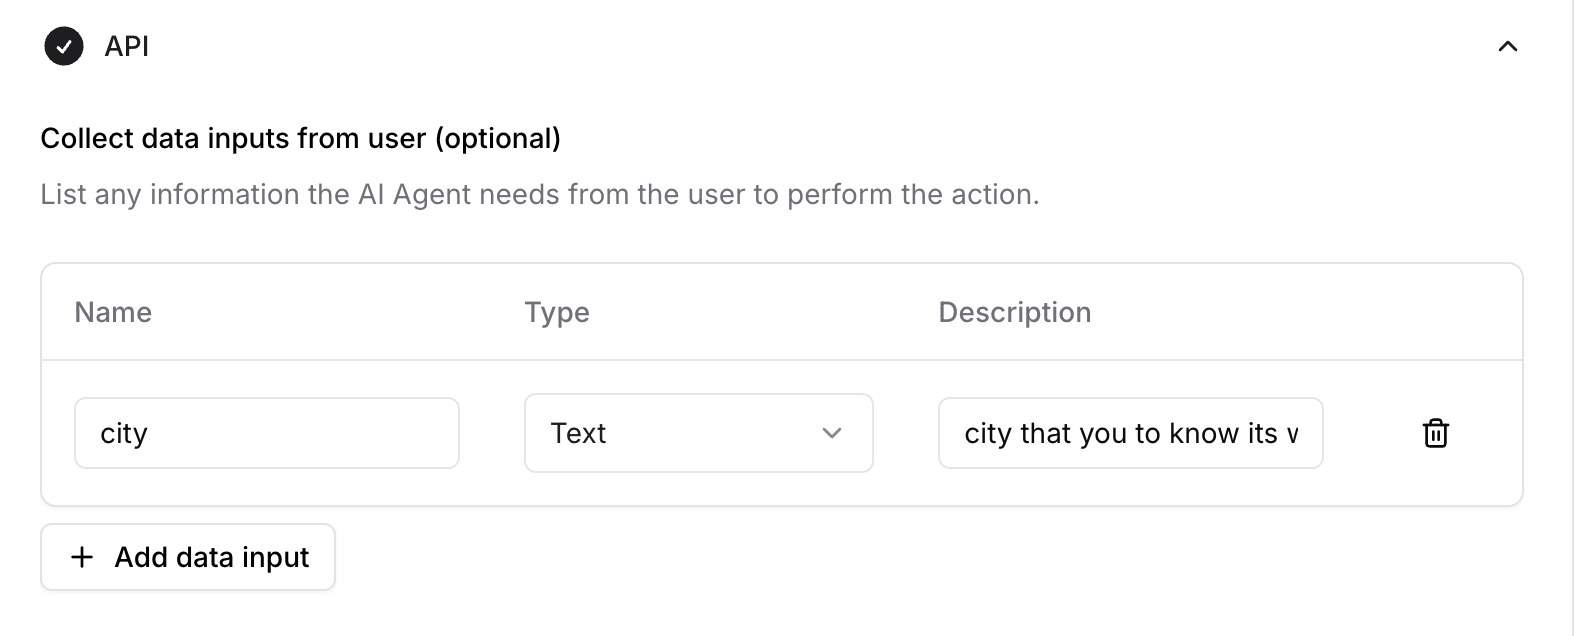 API
Collect data inputs from user (optional)
List any information the AI Agent needs from the user to perform the action.
Name Type Description
city Text city that you to know its
Add data input